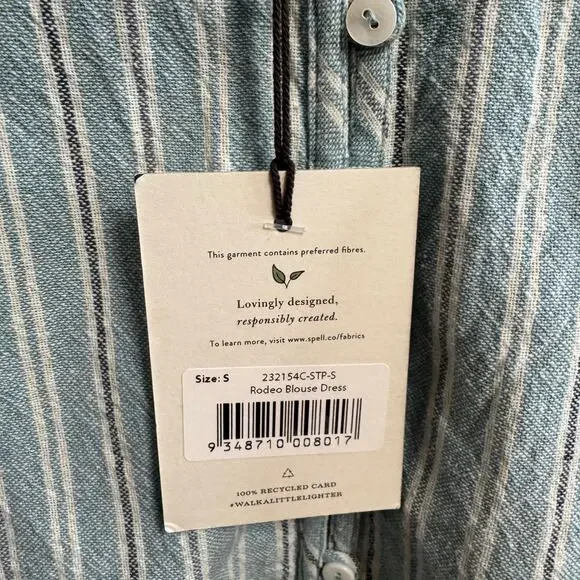 This garment contains preferred fibres.
Lovingly designed,
responsibly created.
To learn more, visit www.spell.co/fabrics
Size: S 232154C-STP-S
Rodeo Blouse Dress
9 348710 008017
100% RECYCLED CARD
#WALKALITTLELIGHTER